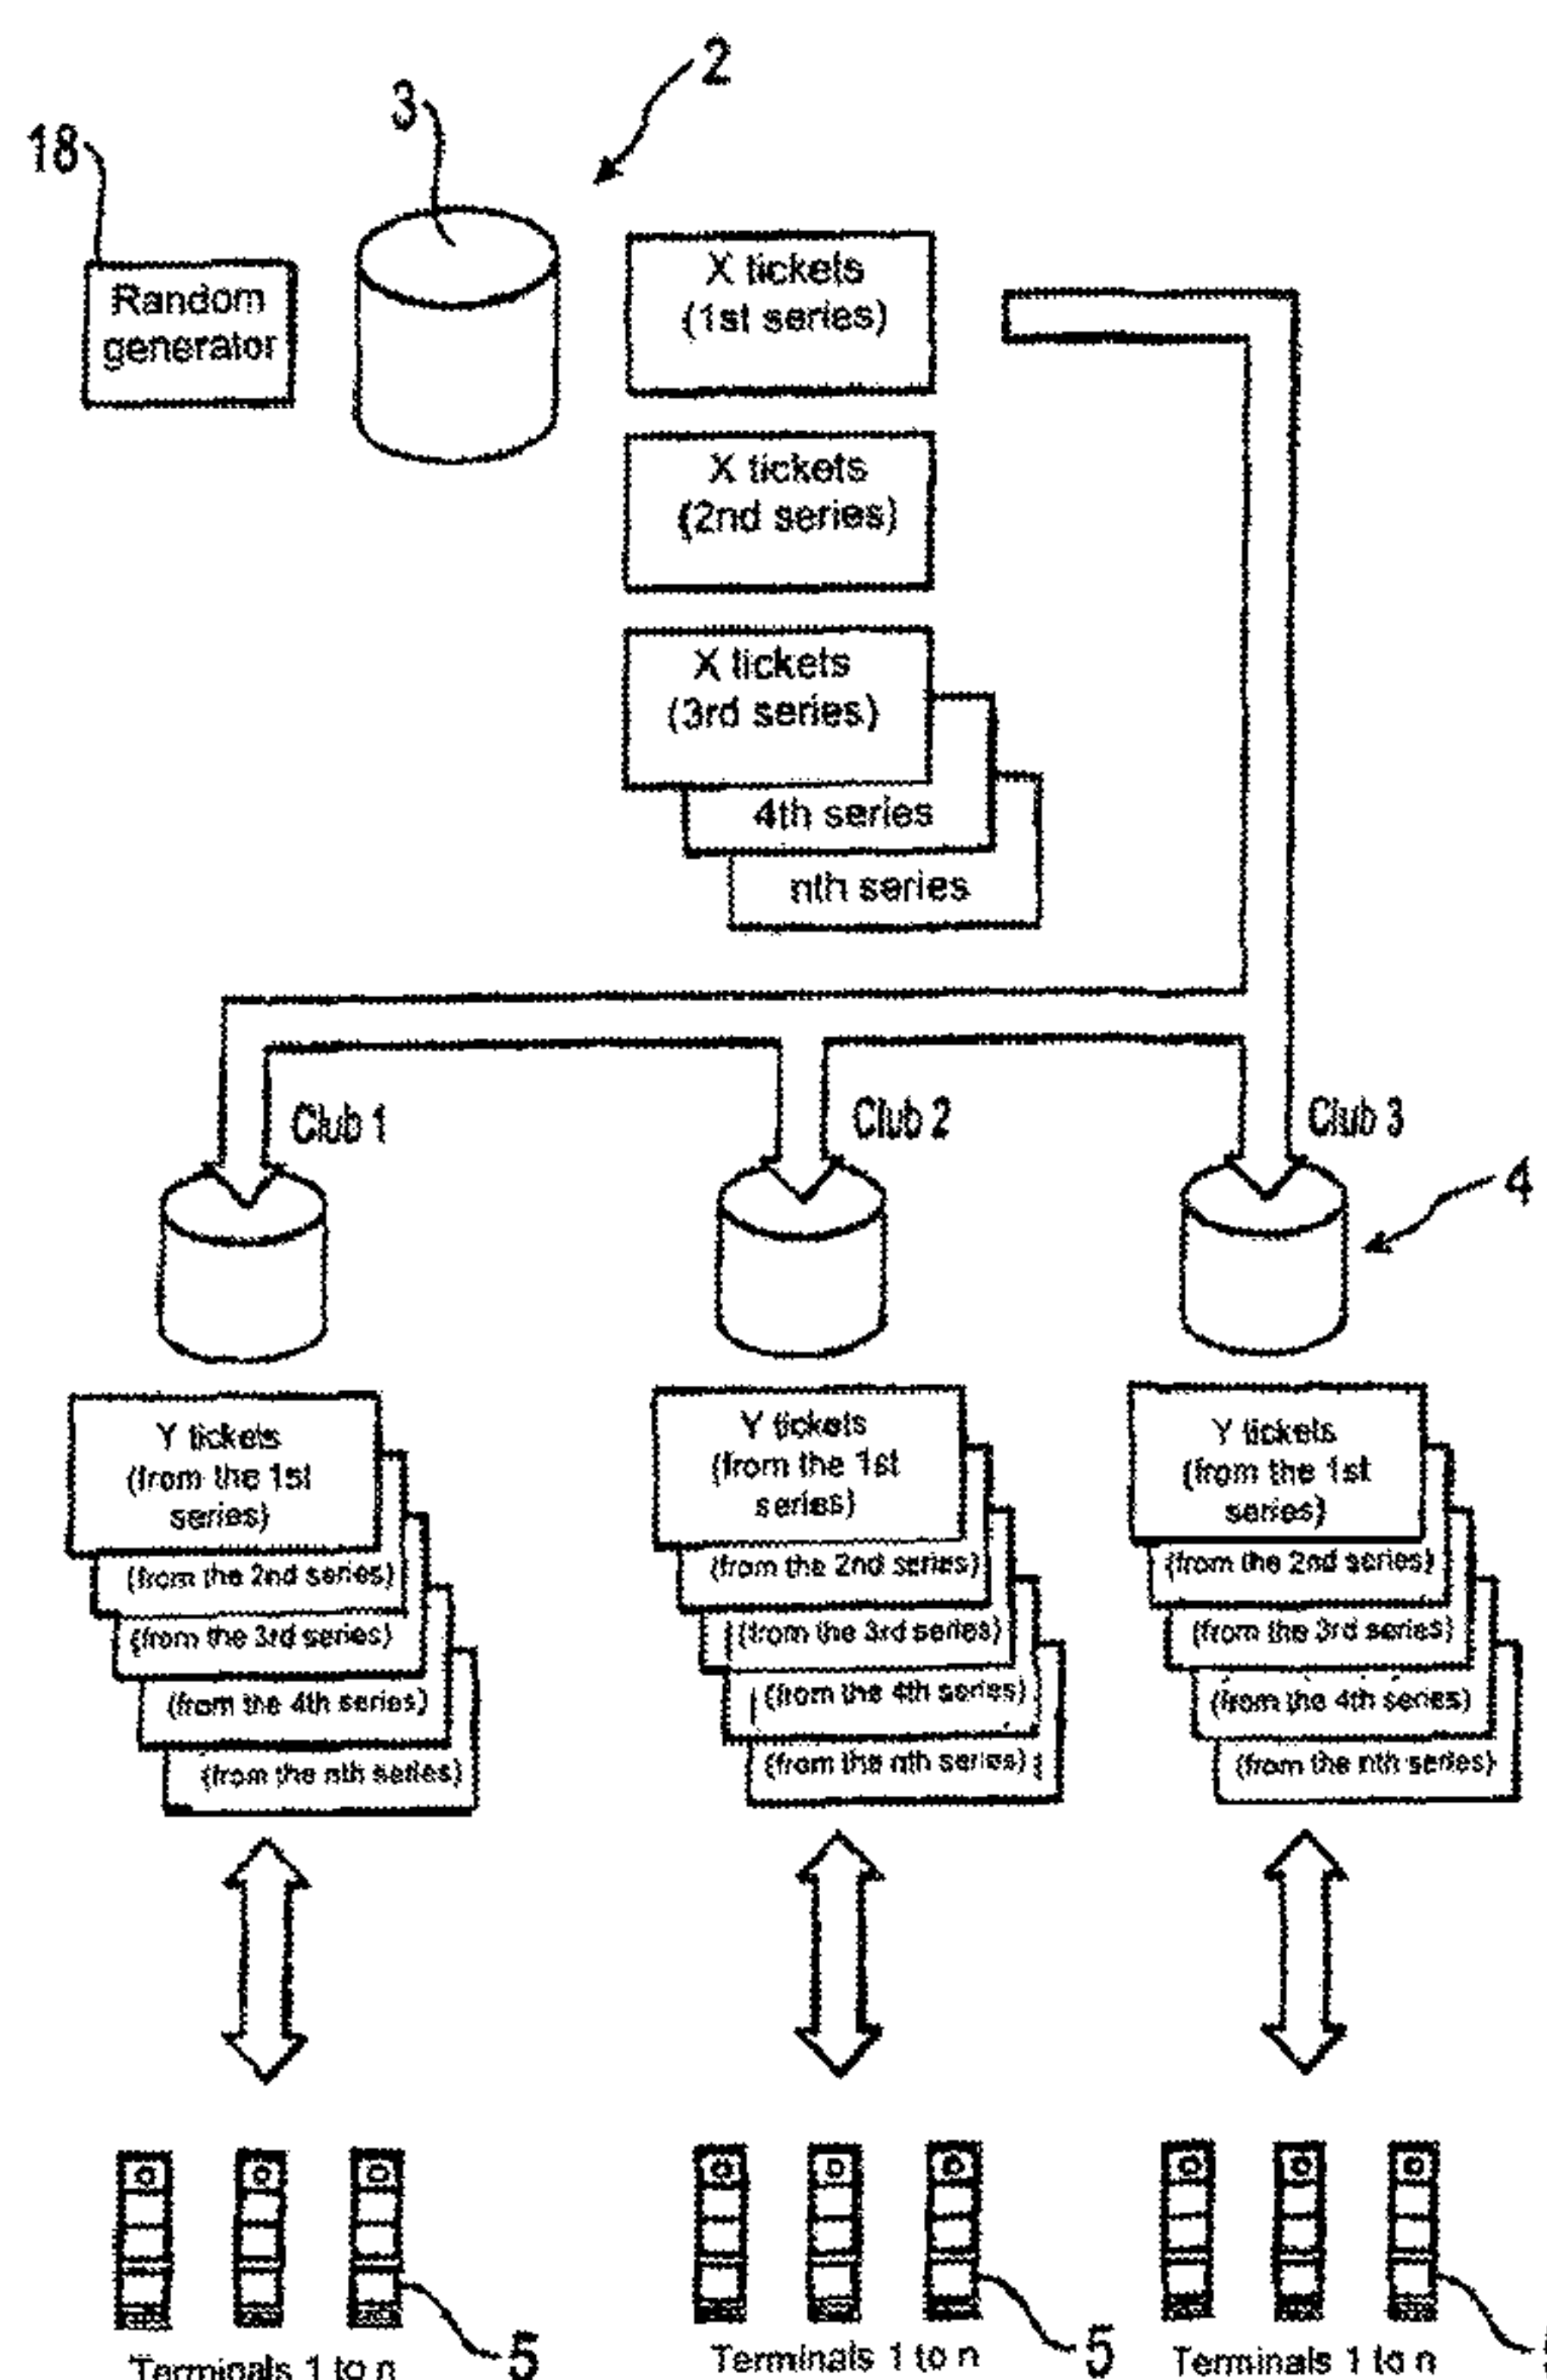 2
3
18
Random
generator
X tickets
(1st series)
X tickets
(2nd series)
X tickets
(3rd series)
4th series
nth series
Club 1
Club 2
Club 3
4
Y tickets
(from the 1st
series)
(from the 2nd series)
(from the 3rd series)
(from the 4th series)
(from the nth series)
Y tickets
(from the 1st
series)
(from the 2nd series)
(from the 3rd series)
(from the 4th series)
(from the nth series)
Y tickets
(from the 1st
series)
(from the 2nd series)
(from the 3rd series)
(from the 4th series)
(from the nth series)
Terminals 1 to n
5
Terminals 1 to n
5
Terminals 1 to n